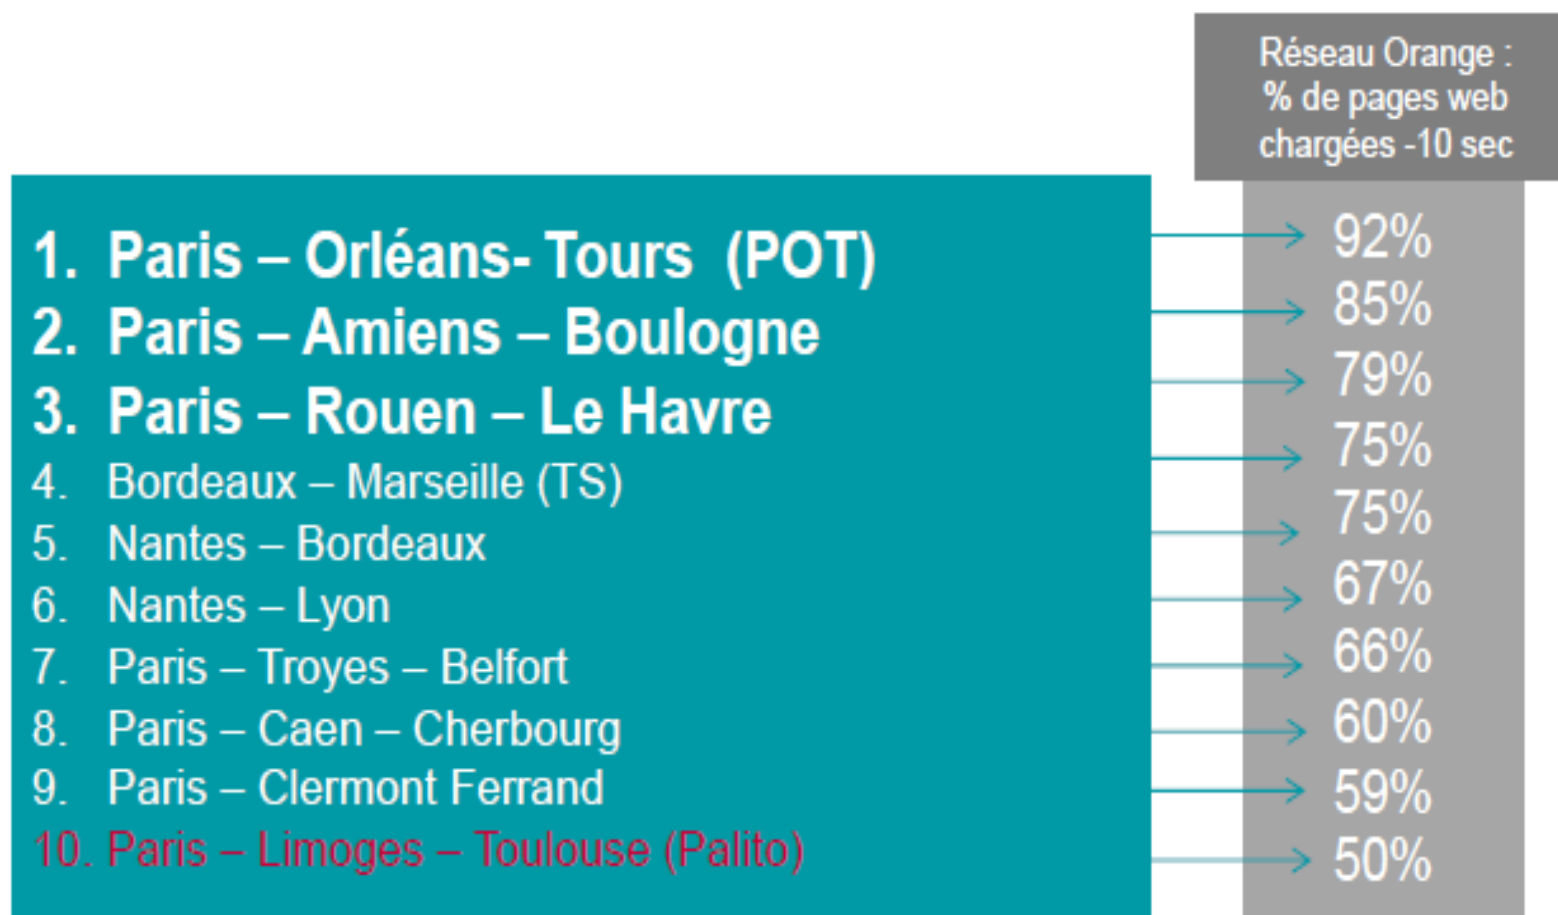 Réseau Orange :
% de pages web
chargées -10 sec
1. Paris – Orléans- Tours (POT)
92%
2. Paris – Amiens – Boulogne
85%
3. Paris – Rouen – Le Havre
79%
4. Bordeaux – Marseille (TS)
75%
5. Nantes – Bordeaux
75%
6. Nantes – Lyon
67%
7. Paris – Troyes – Belfort
66%
8. Paris – Caen – Cherbourg
60%
9. Paris – Clermont Ferrand
59%
10. Paris – Limoges – Toulouse (Palito)
50%